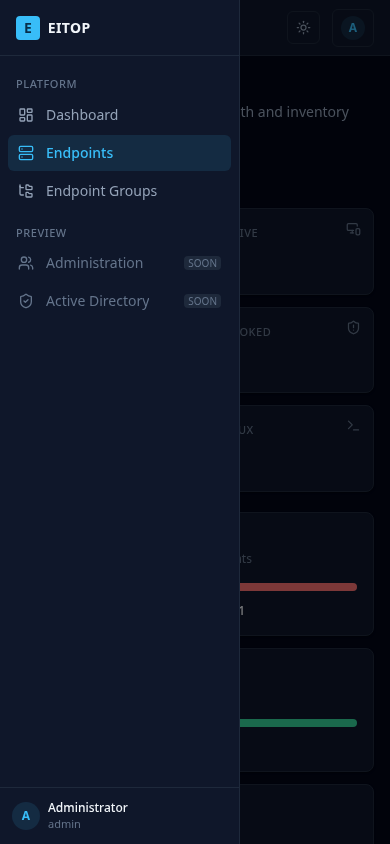 E EITOP
A
PLATFORM
Dashboard
Endpoints
Endpoint Groups
PREVIEW
Administration SOON
Active Directory SOON
th and inventory
IVE
OKED
UX
nts
1
A Administrator
admin